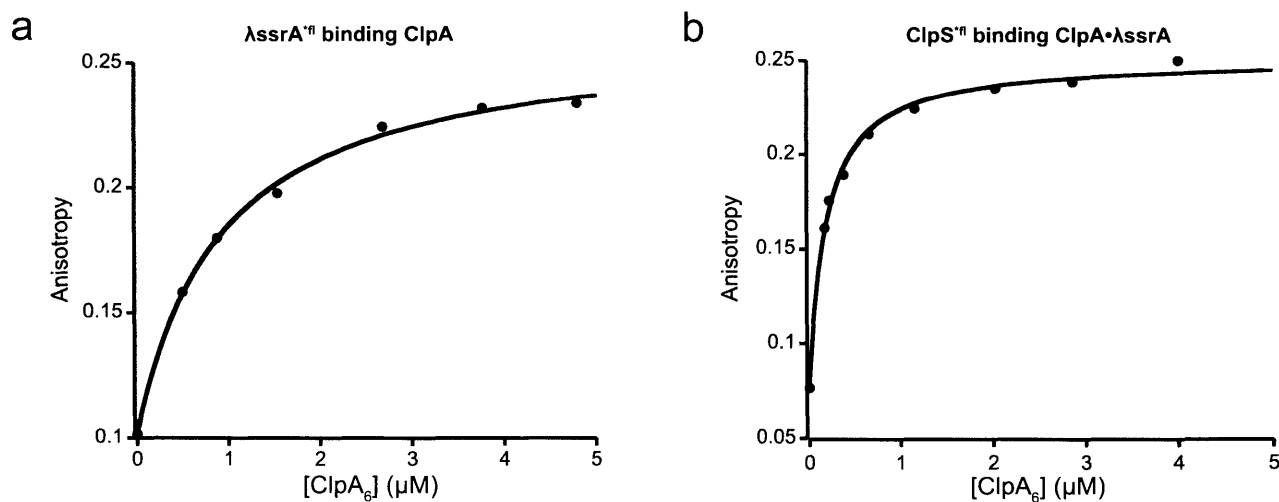 a
λssrA*fl binding ClpA
0.25
0.2
0.15
0.1
Anisotropy
0 1 2 3 4 5
[ClpA6] (μM)
b
ClpS*fl binding ClpA•λssrA
0.25
0.2
0.15
0.1
0.05
Anisotropy
0 1 2 3 4 5
[ClpA6] (μM)